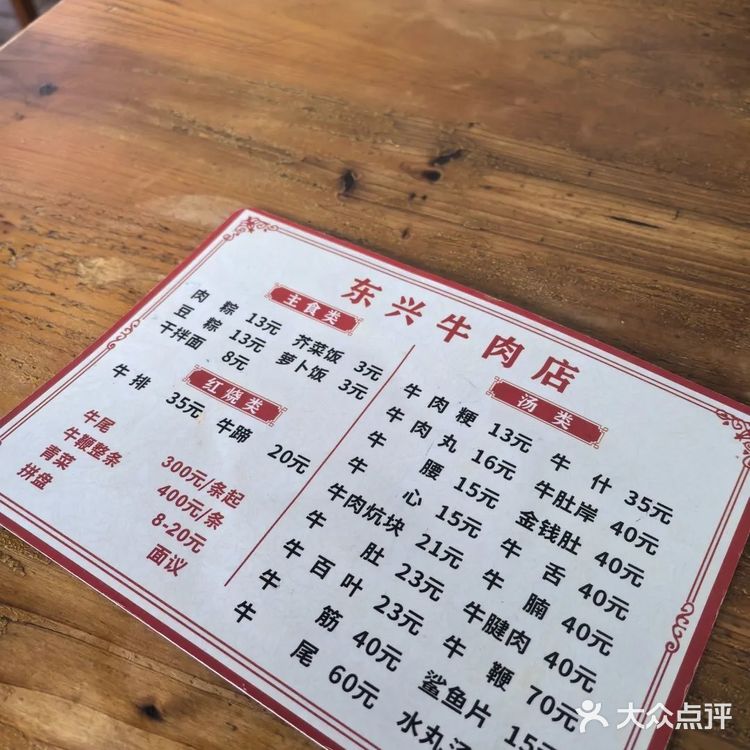 东兴牛肉店
主食类
肉粽 13元 芥菜饭 3元
豆粽 13元 萝卜饭 3元
干拌面 8元
红烧类
牛排 35元 牛蹄 20元
牛尾 300元/条起
牛鞭整条 400元/条
青菜 8-20元
拼盘 面议
汤类
牛肉粳 13元 牛什 35元
牛肉丸 16元 牛肚岸 40元
牛腰 15元 金钱肚 40元
牛心 15元 牛舌 40元
牛肉炕块 21元 牛腩 40元
牛肚 23元 牛腱肉 40元
牛百叶 23元 牛鞭 70元
牛筋 40元 鲨鱼片 15元
牛尾 60元 水丸汤
大众点评